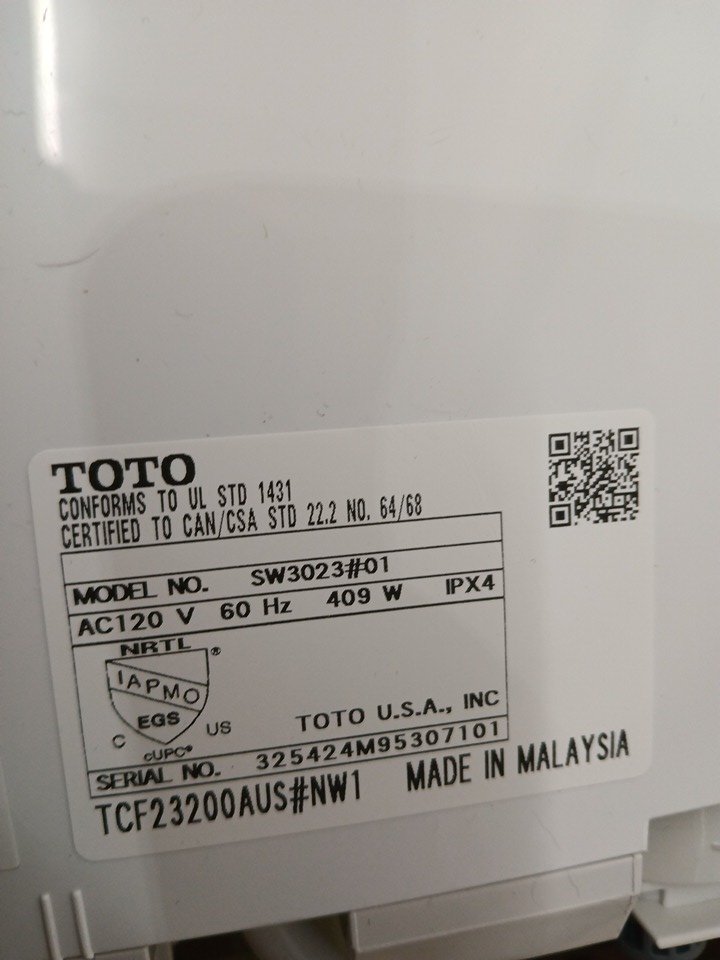 TOTO
CONFORMS TO UL STD 1431
CERTIFIED TO CAN/CSA STD 22.2 NO. 64/68
MODEL NO. SW3023#01
AC120 V 60 Hz 409 W IPX4
NRTL ®
IAPMO
EGS
C US
cUPC®
TOTO U.S.A., INC
SERIAL NO. 325424M95307101
TCF23200AUS#NW1 MADE IN MALAYSIA